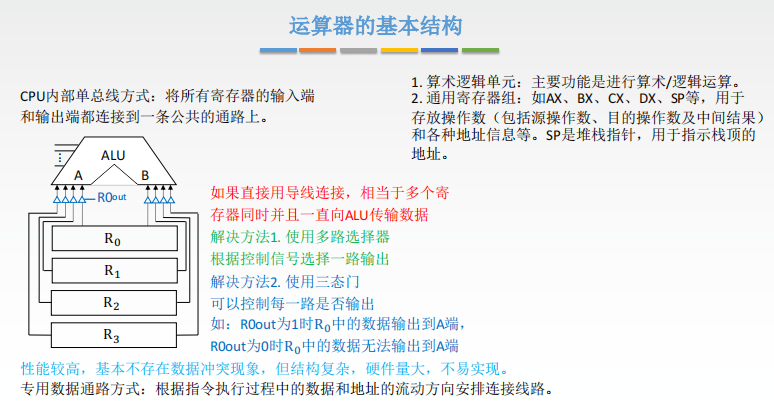 运算器的基本结构
CPU内部单总线方式：将所有寄存器的输入端
和输出端都连接到一条公共的通路上。
1. 算术逻辑单元：主要功能是进行算术/逻辑运算。
2. 通用寄存器组：如AX、BX、CX、DX、SP等，用于
存放操作数（包括源操作数、目的操作数及中间结果）
和各种地址信息等。SP是堆栈指针，用于指示栈顶的
地址。
ALU
A B
R0out
R₀
R₁
R₂
R₃
如果直接用导线连接，相当于多个寄
存器同时并且一直向ALU传输数据
解决方法1. 使用多路选择器
根据控制信号选择一路输出
解决方法2. 使用三态门
可以控制每一路是否输出
如：R0out为1时R₀中的数据输出到A端，
R0out为0时R₀中的数据无法输出到A端
性能较高，基本不存在数据冲突现象，但结构复杂，硬件量大，不易实现。
专用数据通路方式：根据指令执行过程中的数据和地址的流动方向安排连接线路。